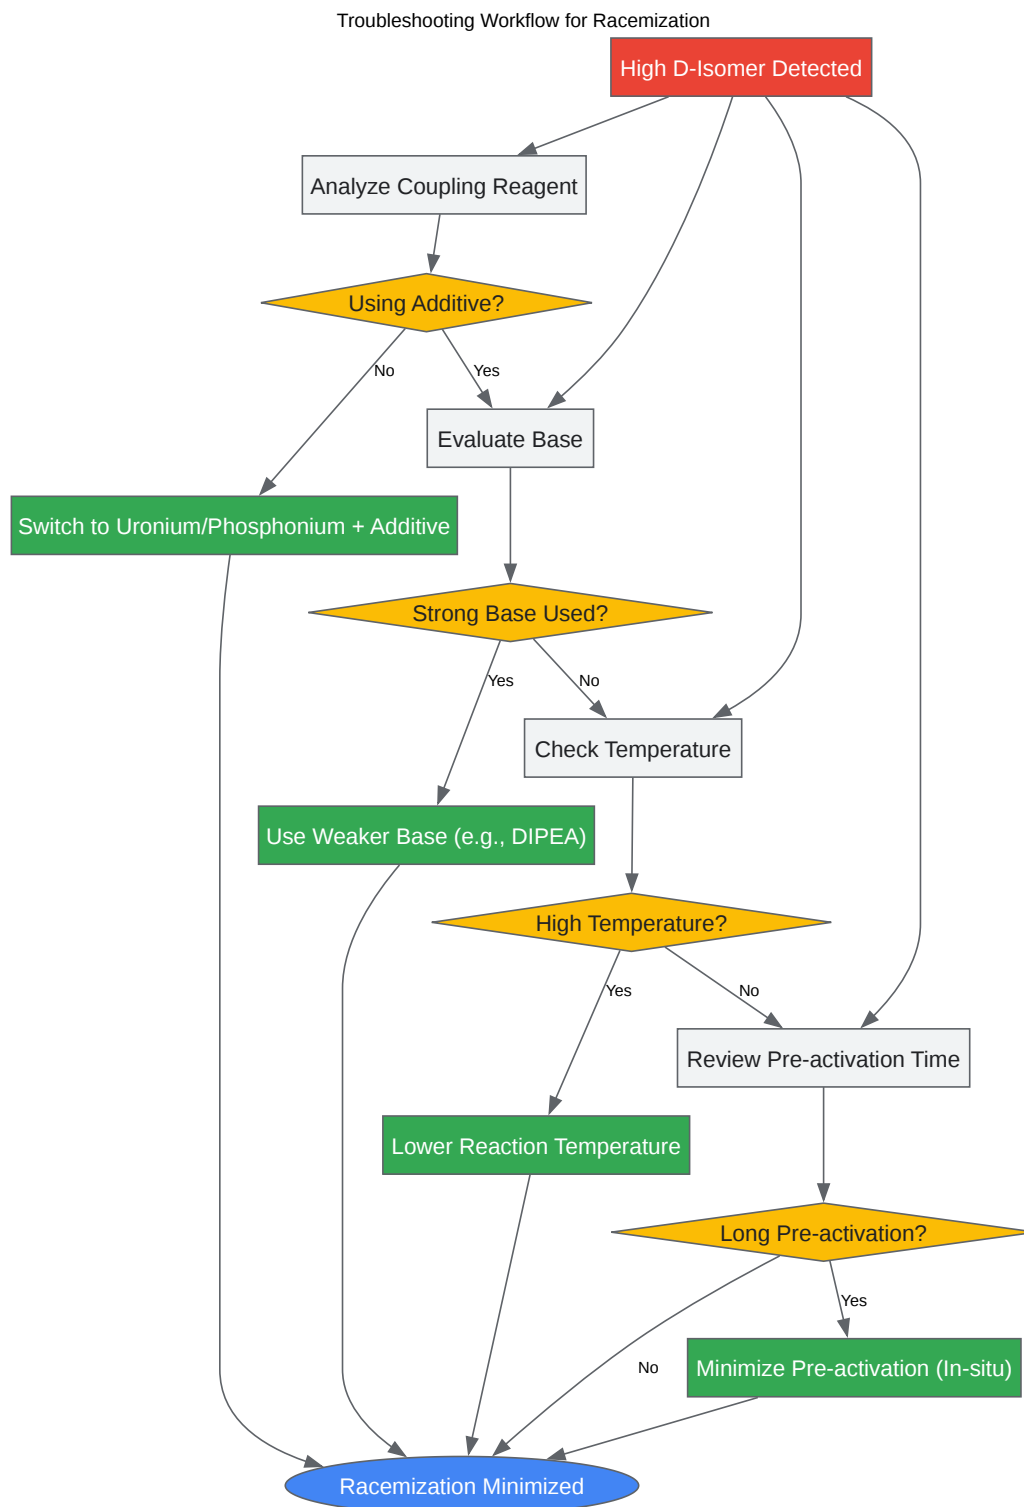 Troubleshooting Workflow for Racemization
High D-Isomer Detected
Analyze Coupling Reagent
Using Additive?
No
Yes
Evaluate Base
Switch to Uronium/Phosphonium + Additive
Strong Base Used?
Yes
No
Check Temperature
Use Weaker Base (e.g., DIPEA)
High Temperature?
Yes
No
Review Pre-activation Time
Lower Reaction Temperature
Long Pre-activation?
Yes
No
Minimize Pre-activation (In-situ)
Racemization Minimized